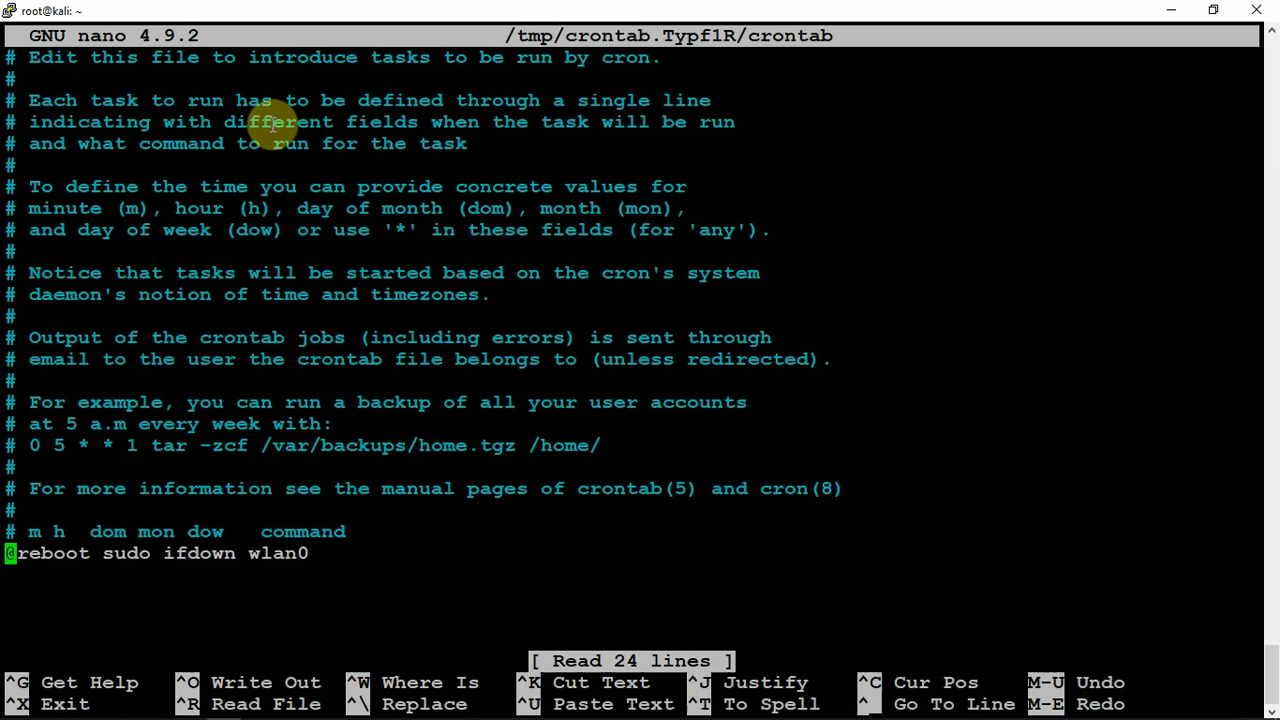 root@kali: ~
GNU nano 4.9.2 /tmp/crontab.Typf1R/crontab
# Edit this file to introduce tasks to be run by cron.
#
# Each task to run has to be defined through a single line
# indicating with different fields when the task will be run
# and what command to run for the task
#
# To define the time you can provide concrete values for
# minute (m), hour (h), day of month (dom), month (mon),
# and day of week (dow) or use '*' in these fields (for 'any').
#
# Notice that tasks will be started based on the cron's system
# daemon's notion of time and timezones.
#
# Output of the crontab jobs (including errors) is sent through
# email to the user the crontab file belongs to (unless redirected).
#
# For example, you can run a backup of all your user accounts
# at 5 a.m every week with:
# 0 5 * * 1 tar -zcf /var/backups/home.tgz /home/
#
# For more information see the manual pages of crontab(5) and cron(8)
#
# m h  dom mon dow   command
@reboot sudo ifdown wlan0
[ Read 24 lines ]
^G Get Help ^O Write Out ^W Where Is ^K Cut Text ^J Justify ^C Cur Pos M-U Undo
^X Exit ^R Read File ^\ Replace ^U Paste Text ^T To Spell ^_ Go To Line M-E Redo